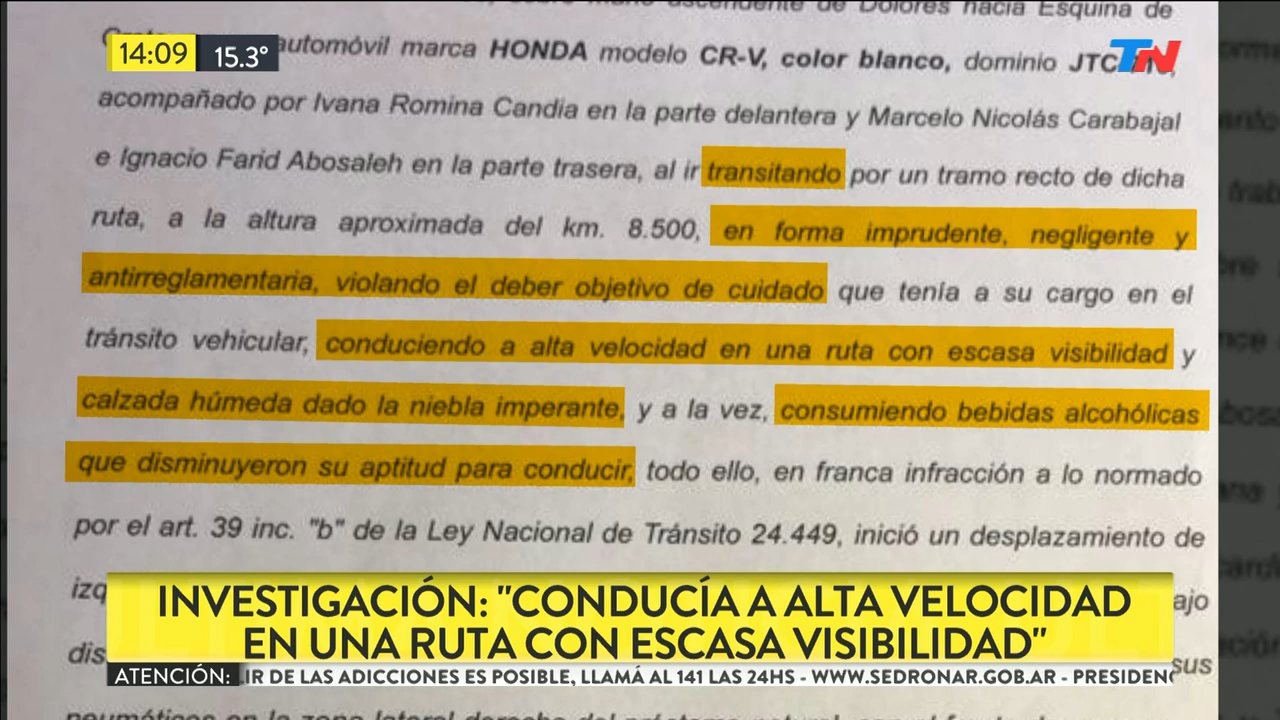 de Dolores hacia Esquina de
14:09 15.3° automóvil marca HONDA modelo CR-V, color blanco, dominio
TN
acompañado por Ivana Romina Candia en la parte delantera y Marcelo Nicolás Carabajal
e Ignacio Farid Abosaleh en la parte trasera, al ir transitando por un tramo recto de dicha
ruta, a la altura aproximada del km. 8.500, en forma imprudente, negligente y
antirreglamentaria, violando el deber objetivo de cuidado que tenía a su cargo en el
tránsito vehicular, conduciendo a alta velocidad en una ruta con escasa visibilidad y
calzada húmeda dado la niebla imperante, y a la vez, consumiendo bebidas alcohólicas
que disminuyeron su aptitud para conducir, todo ello, en franca infracción a lo normado
por el art. 39 inc. "b" de la Ley Nacional de Tránsito 24.449, inició un desplazamiento de
INVESTIGACIÓN: "CONDUCÍA A ALTA VELOCIDAD
EN UNA RUTA CON ESCASA VISIBILIDAD"
ATENCIÓN: IR DE LAS ADICCIONES ES POSIBLE, LLAMÁ AL 141 LAS 24HS - WWW.SEDRONAR.GOB.AR -